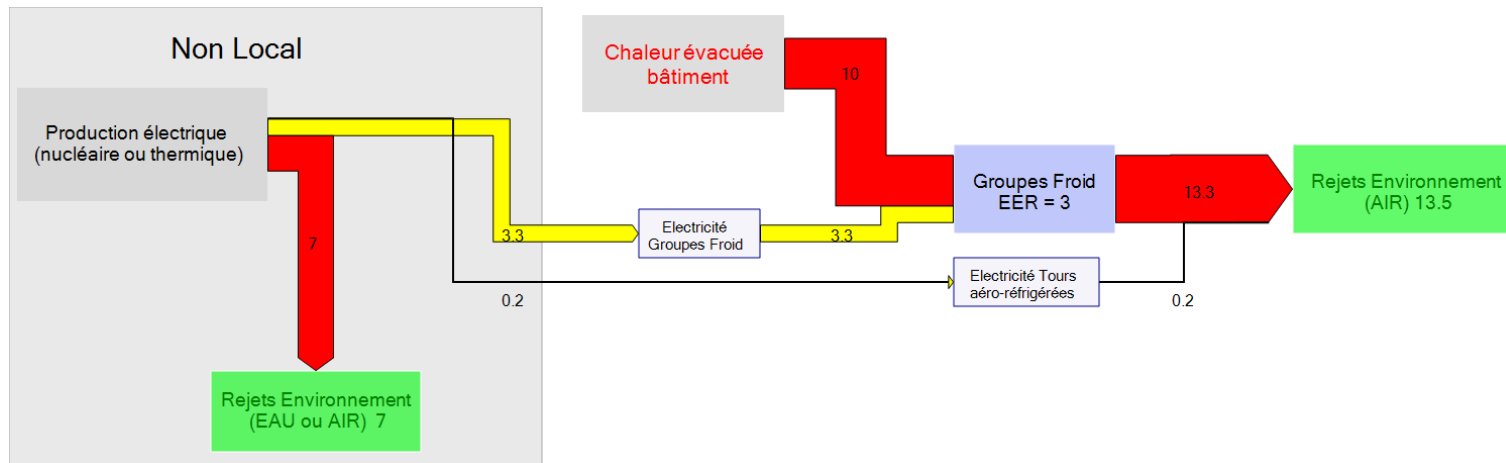 Non Local
Production électrique
(nucléaire ou thermique)
7
Rejets Environnement
(EAU ou AIR) 7
3.3
0.2
Chaleur évacuée
bâtiment
10
Electricité
Groupes Froid
3.3
Groupes Froid
EER = 3
Electricité Tours
aéro-réfrigérées
13.3
0.2
Rejets Environnement
(AIR) 13.5